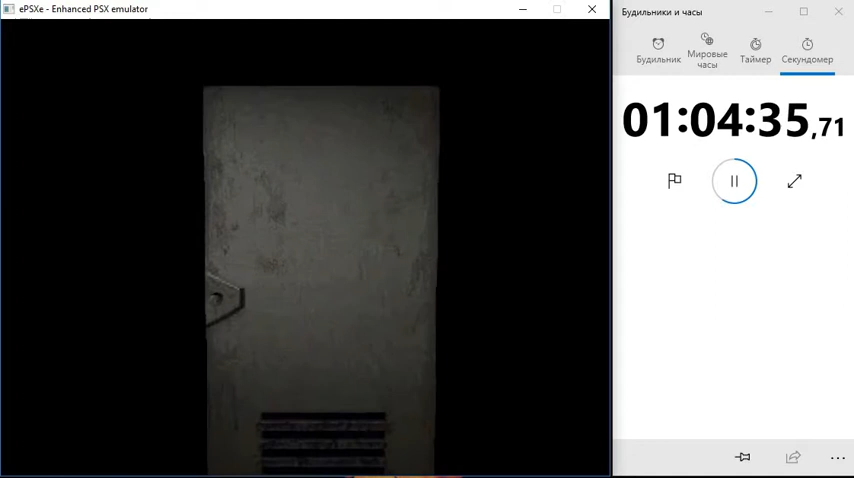 ePSXe - Enhanced PSX emulator
Будильники и часы
Будильник
Мировые часы
Таймер
Секундомер
01:04:35,71